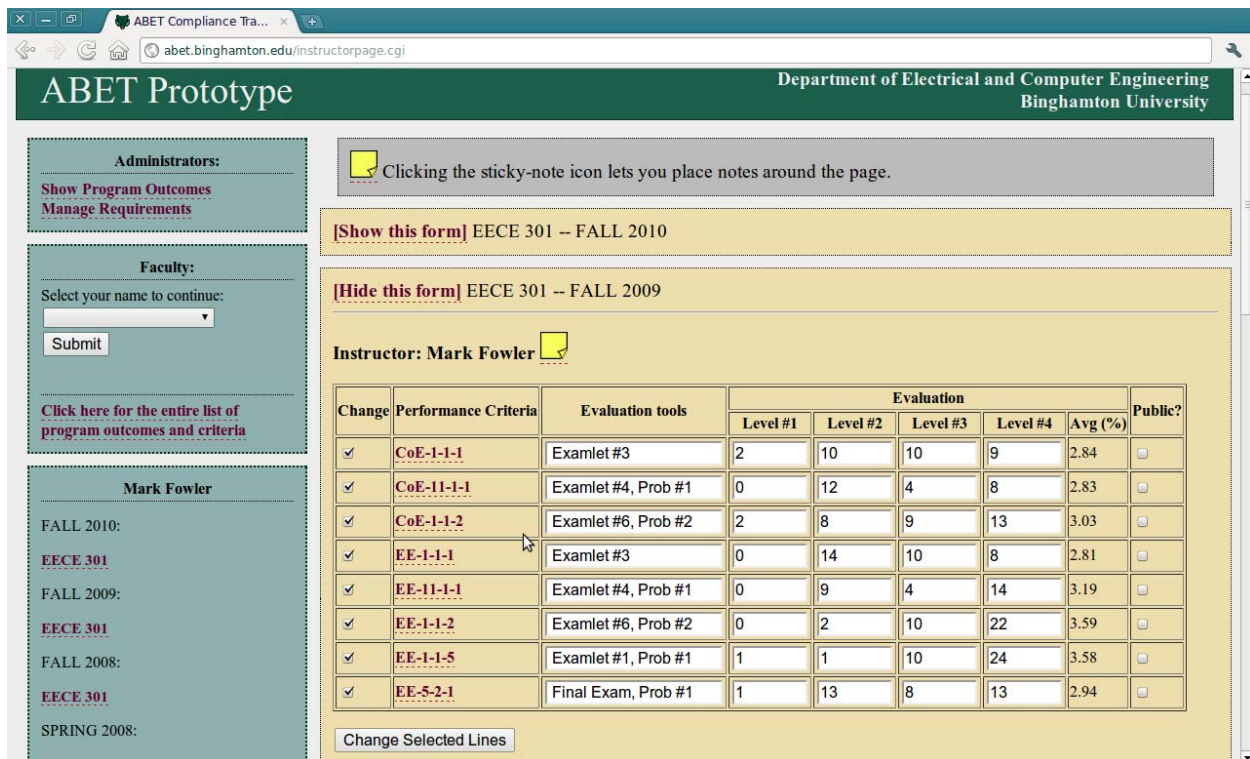 ABET Compliance Tra...
abet.binghamton.edu/instructorpage.cgi
ABET Prototype
Department of Electrical and Computer Engineering
Binghamton University
Administrators:
Show Program Outcomes
Manage Requirements
Faculty:
Select your name to continue:
Submit
Click here for the entire list of
program outcomes and criteria
Mark Fowler
FALL 2010:
EECE 301
FALL 2009:
EECE 301
FALL 2008:
EECE 301
SPRING 2008:
Clicking the sticky-note icon lets you place notes around the page.
[Show this form] EECE 301 -- FALL 2010
[Hide this form] EECE 301 -- FALL 2009
Instructor: Mark Fowler
Change Performance Criteria Evaluation tools Evaluation Public?
Level #1 Level #2 Level #3 Level #4 Avg (%)
CoE-1-1-1 Examlet #3 2 10 10 9 2.84
CoE-11-1-1 Examlet #4, Prob #1 0 12 4 8 2.83
CoE-1-1-2 Examlet #6, Prob #2 2 8 9 13 3.03
EE-1-1-1 Examlet #3 0 14 10 8 2.81
EE-11-1-1 Examlet #4, Prob #1 0 9 4 14 3.19
EE-1-1-2 Examlet #6, Prob #2 0 2 10 22 3.59
EE-1-1-5 Examlet #1, Prob #1 1 1 10 24 3.58
EE-5-2-1 Final Exam, Prob #1 1 13 8 13 2.94
Change Selected Lines